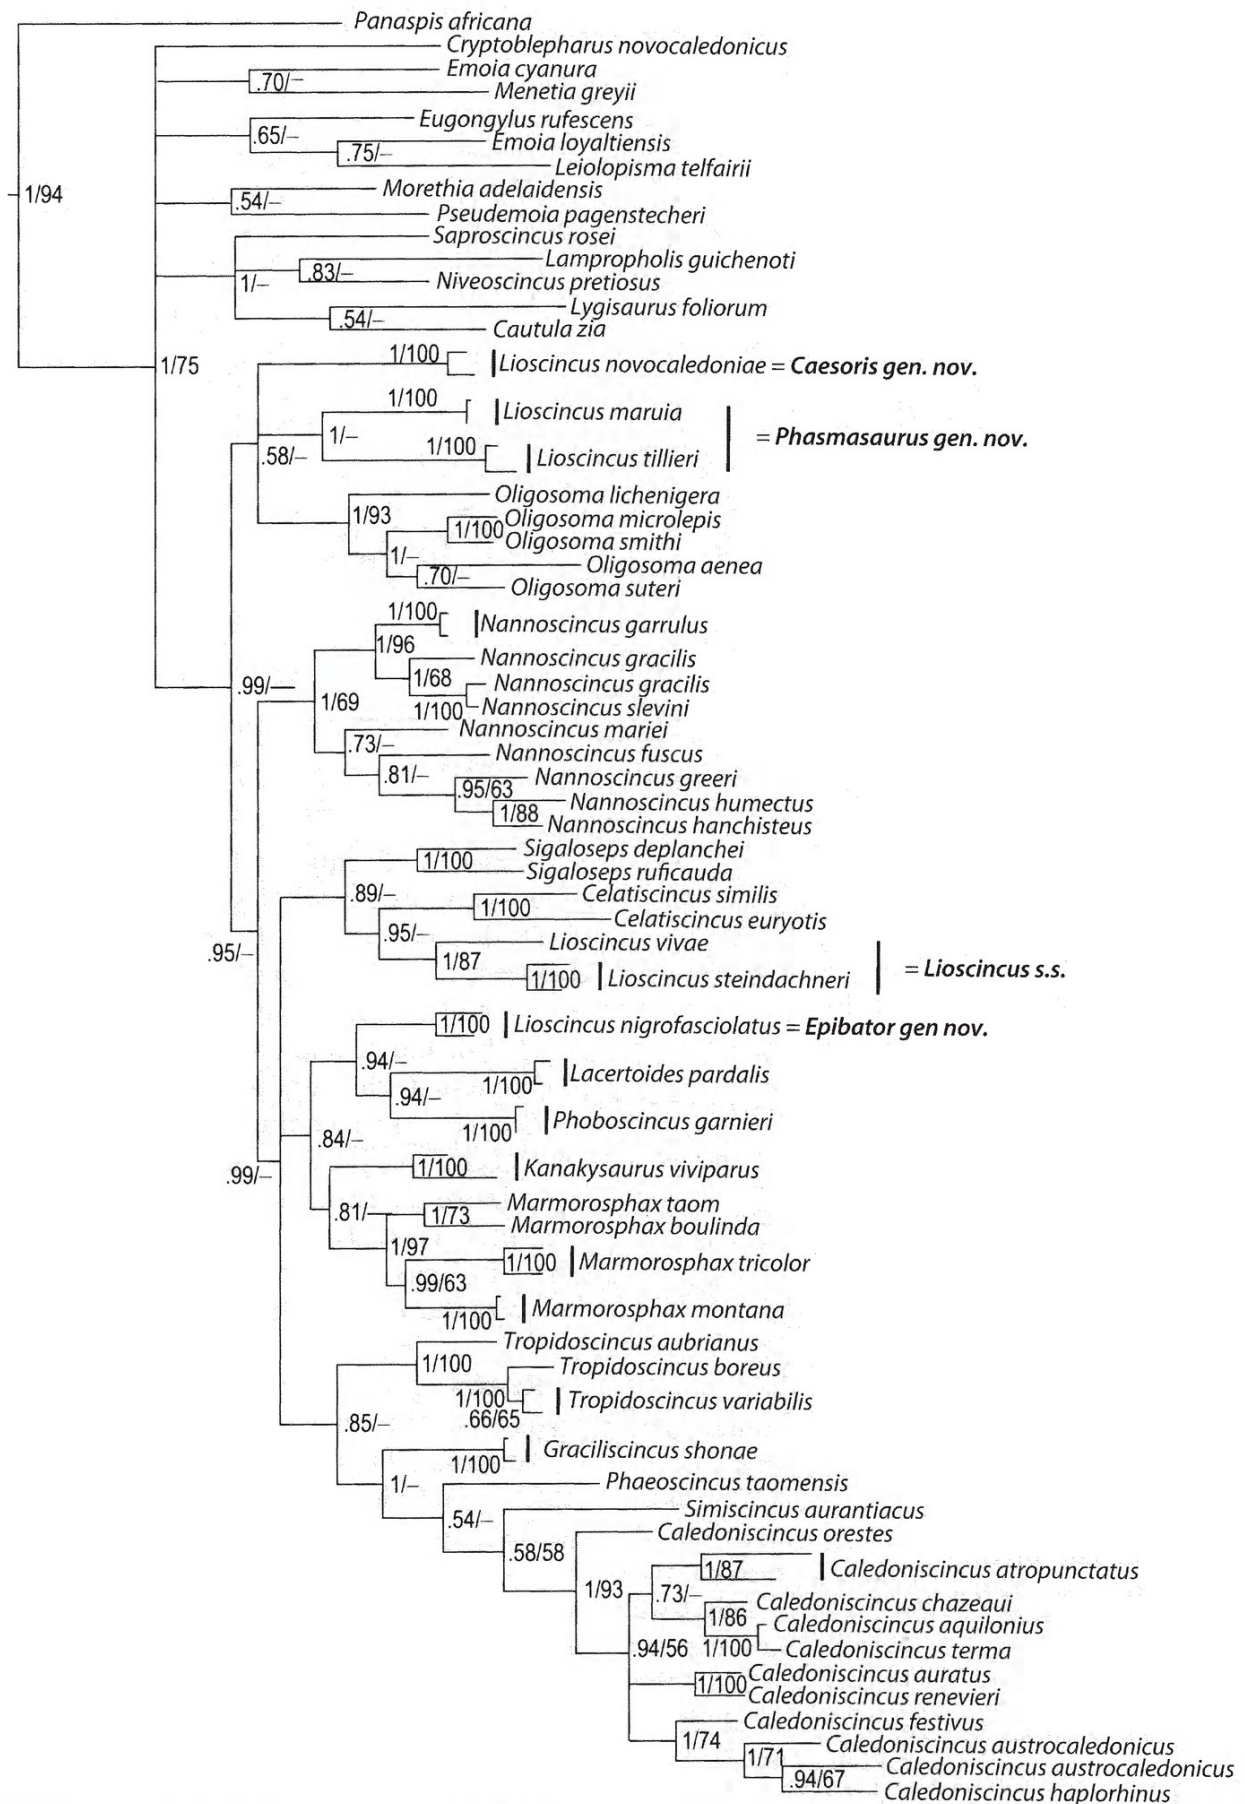 Panaspis africana
Cryptoblepharus novocaledonicus
Emoia cyanura
.70/–
Menetia greyii
Eugongylus rufescens
.65/–
Emoia loyaltiensis
.75/–
Leiolopisma telfairii
Morethia adelaidensis
1/94
.54/–
Pseudemoia pagenstecheri
Saproscincus rosei
Lampropholis guichenoti
.83/–
1/–
Niveoscincus pretiosus
Lygisaurus foliorum
.54/–
Cautula zia
1/75
1/100
Lioscincus novocaledoniae = Caesoris gen. nov.
1/100
Lioscincus maruia
1/–
= Phasmasaurus gen. nov.
.58/–
1/100
Lioscincus tillieri
Oligosoma lichenigera
1/93
Oligosoma microlepis
1/100
Oligosoma smithi
1/–
Oligosoma aenea
.70/–
Oligosoma suteri
1/100
Nannoscincus garrulus
1/96
Nannoscincus gracilis
1/68
.99/–
Nannoscincus gracilis
1/69
1/100
Nannoscincus slevini
Nannoscincus mariei
.73/–
Nannoscincus fuscus
.81/–
Nannoscincus greeri
.95/63
Nannoscincus humectus
1/88
Nannoscincus hanchisteus
Sigaloseps deplanchei
1/100
Sigaloseps ruficauda
.89/–
Celatiscincus similis
1/100
Celatiscincus euryotis
.95/–
Lioscincus vivae
.95/–
1/87
= Lioscincus s.s.
1/100
Lioscincus steindachneri
1/100
Lioscincus nigrofasciolatus = Epibator gen nov.
.94/–
Lacertoides pardalis
1/100
.94/–
Phoboscincus garnieri
1/100
.84/–
.99/–
1/100
Kanakysaurus viviparus
.81/–
Marmorosphax taom
1/73
Marmorosphax boulinda
1/97
1/100
Marmorosphax tricolor
.99/63
1/100
Marmorosphax montana
Tropidoscincus aubrianus
1/100
Tropidoscincus boreus
1/100
Tropidoscincus variabilis
.66/65
.85/–
Graciliscincus shonae
1/100
1/–
Phaeoscincus taomensis
.54/–
Simiscincus aurantiacus
Caledoniscincus orestes
.58/58
1/87
Caledoniscincus atropunctatus
1/93
.73/–
Caledoniscincus chazeaui
1/86
Caledoniscincus aquilonius
.94/56
1/100
Caledoniscincus terma
Caledoniscincus auratus
1/100
Caledoniscincus renevieri
Caledoniscincus festivus
1/74
Caledoniscincus austrocaledonicus
1/71
Caledoniscincus austrocaledonicus
.94/67
Caledoniscincus haplorhinus